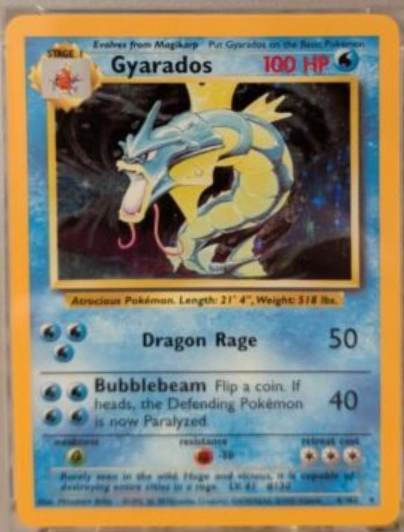 Evolves from Magikarp Put Gyarados on the Basic Pokémon
STAGE 1
Gyarados 100 HP
Atrocious Pokémon. Length: 21' 4", Weight: 518 lbs.
Dragon Rage 50
Bubblebeam Flip a coin. If
heads, the Defending Pokémon
is now Paralyzed. 40
weakness resistance retreat cost
-30
Rarely seen in the wild. Huge and vicious, it is capable of
destroying entire cities in a rage. LV. 41 #130